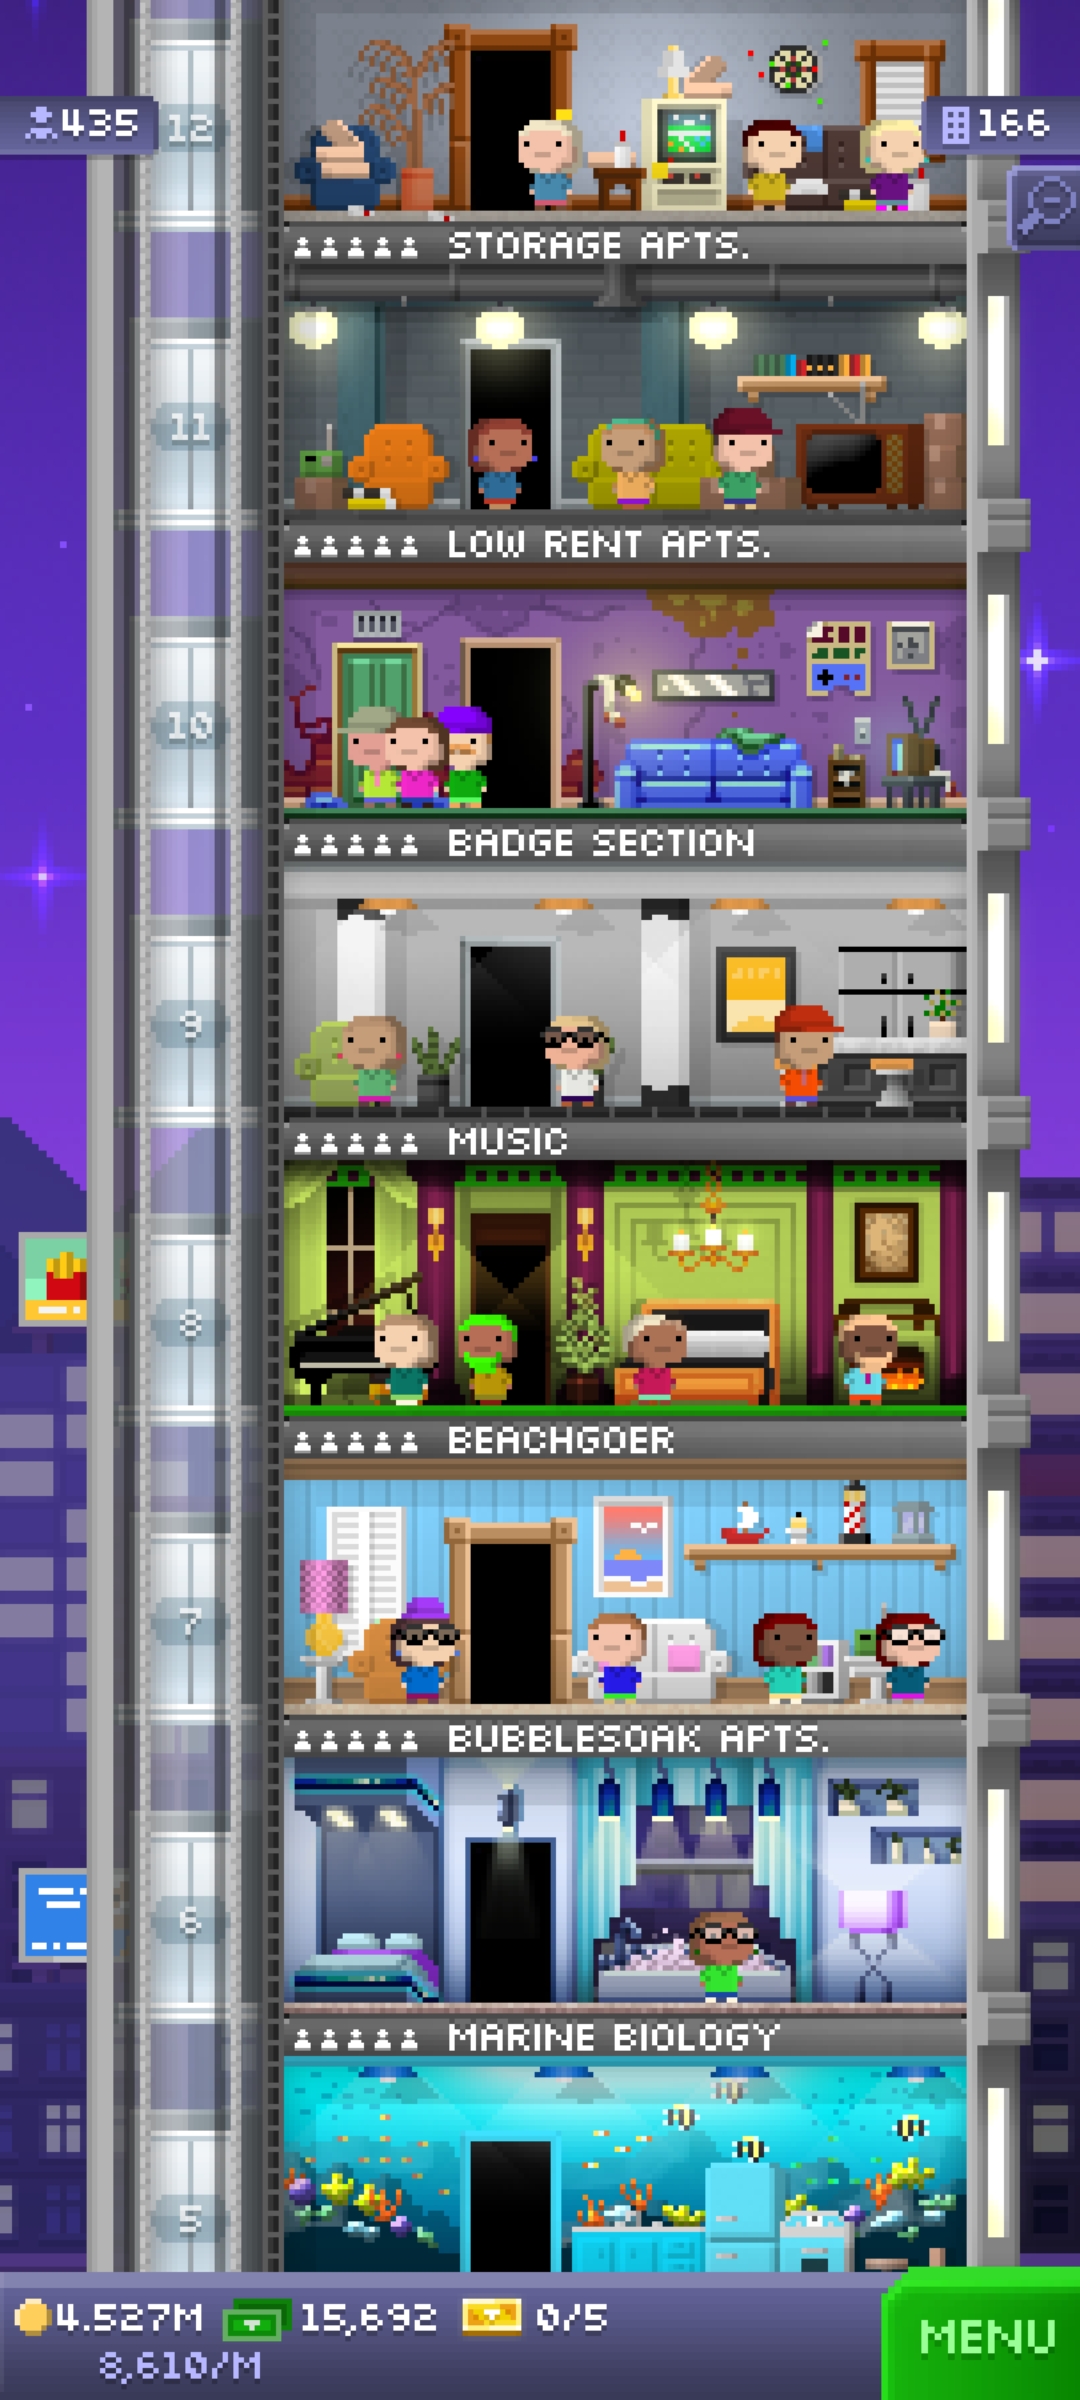 435
12
166
STORAGE APTS.
11
LOW RENT APTS.
10
BADGE SECTION
9
MUSIC
8
BEACHGOER
7
BUBBLESOAK APTS.
6
MARINE BIOLOGY
5
4.527M 15,692 0/5
8,610/M
MENU